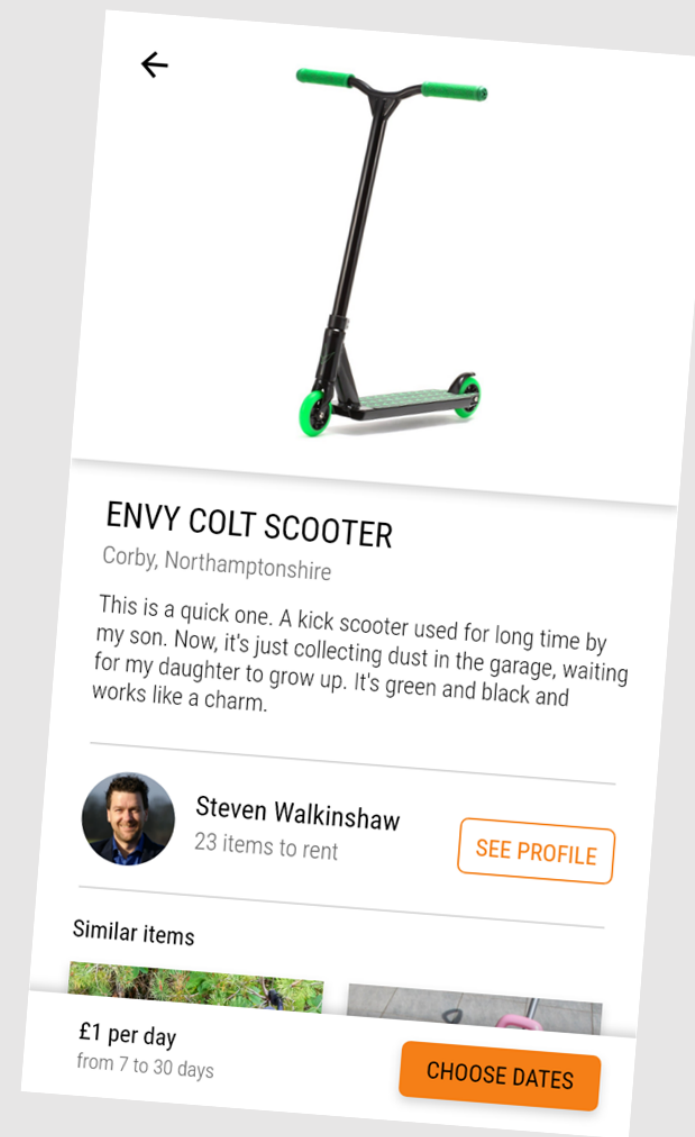 ENVY COLT SCOOTER
Corby, Northamptonshire
This is a quick one. A kick scooter used for long time by
my son. Now, it's just collecting dust in the garage, waiting
for my daughter to grow up. It's green and black and
works like a charm.
Steven Walkinshaw
23 items to rent
SEE PROFILE
Similar items
£1 per day
from 7 to 30 days
CHOOSE DATES